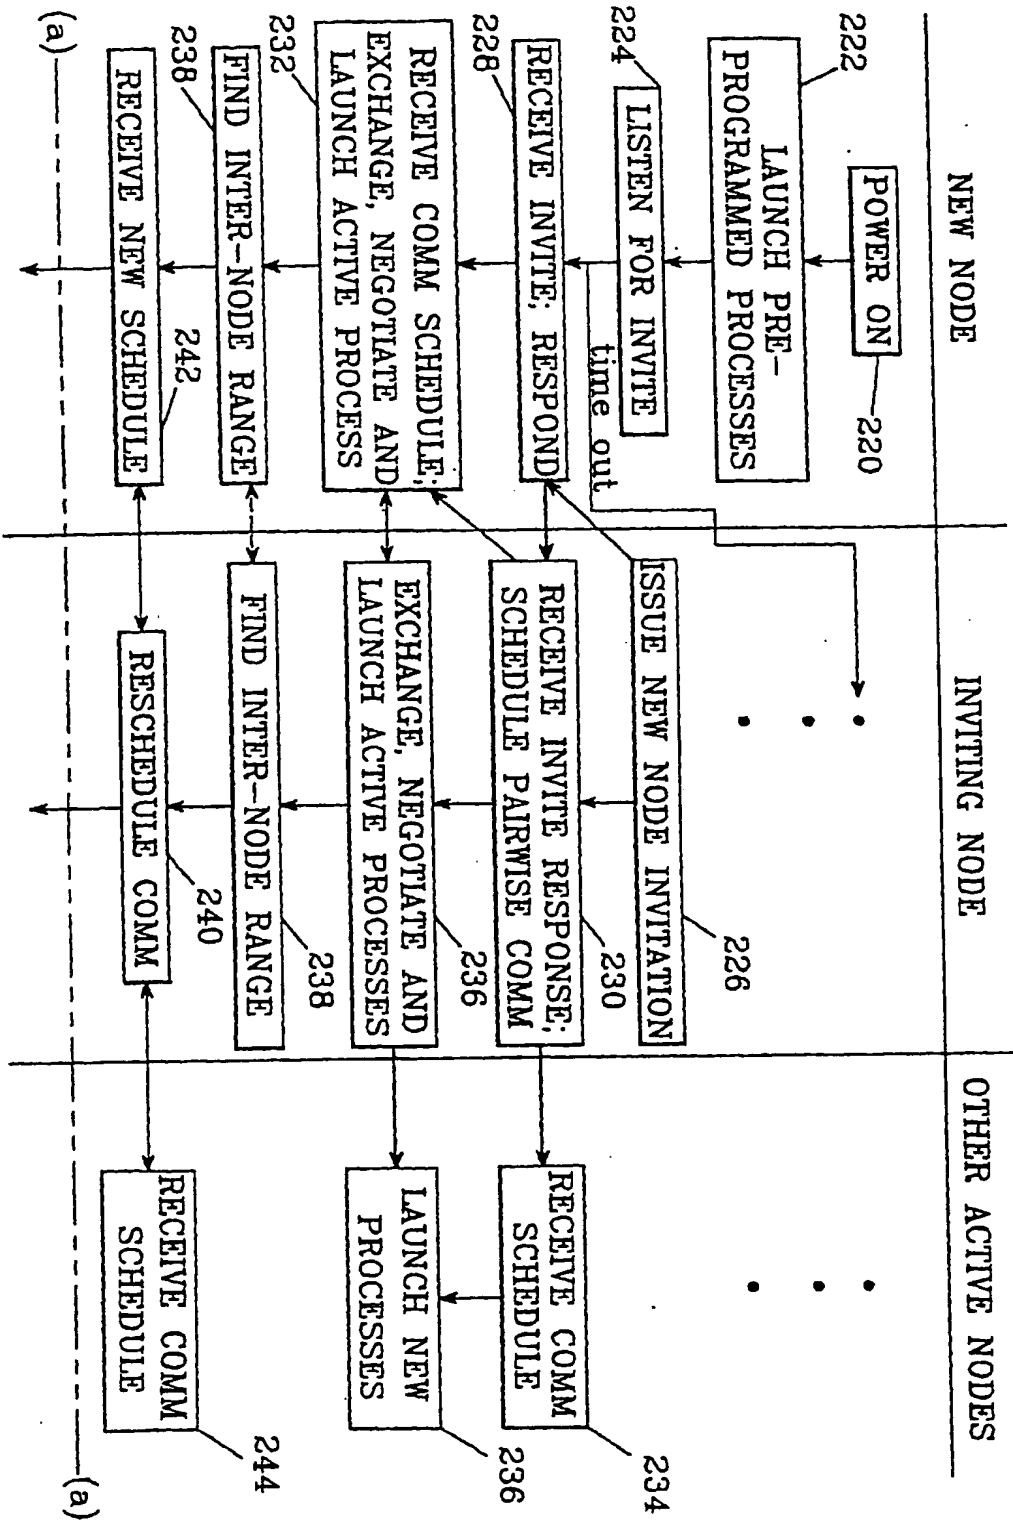 NEW NODE
INVITING NODE
OTHER ACTIVE NODES
POWER ON
220
222
LAUNCH PRE-
PROGRAMMED PROCESSES
224
LISTEN FOR INVITE
time out
ISSUE NEW NODE INVITATION
226
228
RECEIVE INVITE; RESPOND
RECEIVE INVITE RESPONSE;
SCHEDULE PAIRWISE COMM
230
RECEIVE COMM
SCHEDULE
234
RECEIVE COMM SCHEDULE;
EXCHANGE, NEGOTIATE AND
LAUNCH ACTIVE PROCESS
232
EXCHANGE, NEGOTIATE AND
LAUNCH ACTIVE PROCESSES
236
LAUNCH NEW
PROCESSES
236
FIND INTER-NODE RANGE
238
FIND INTER-NODE RANGE
238
RECEIVE NEW SCHEDULE
242
RESCHEDULE COMM
240
RECEIVE COMM
SCHEDULE
244
(a)
(a)